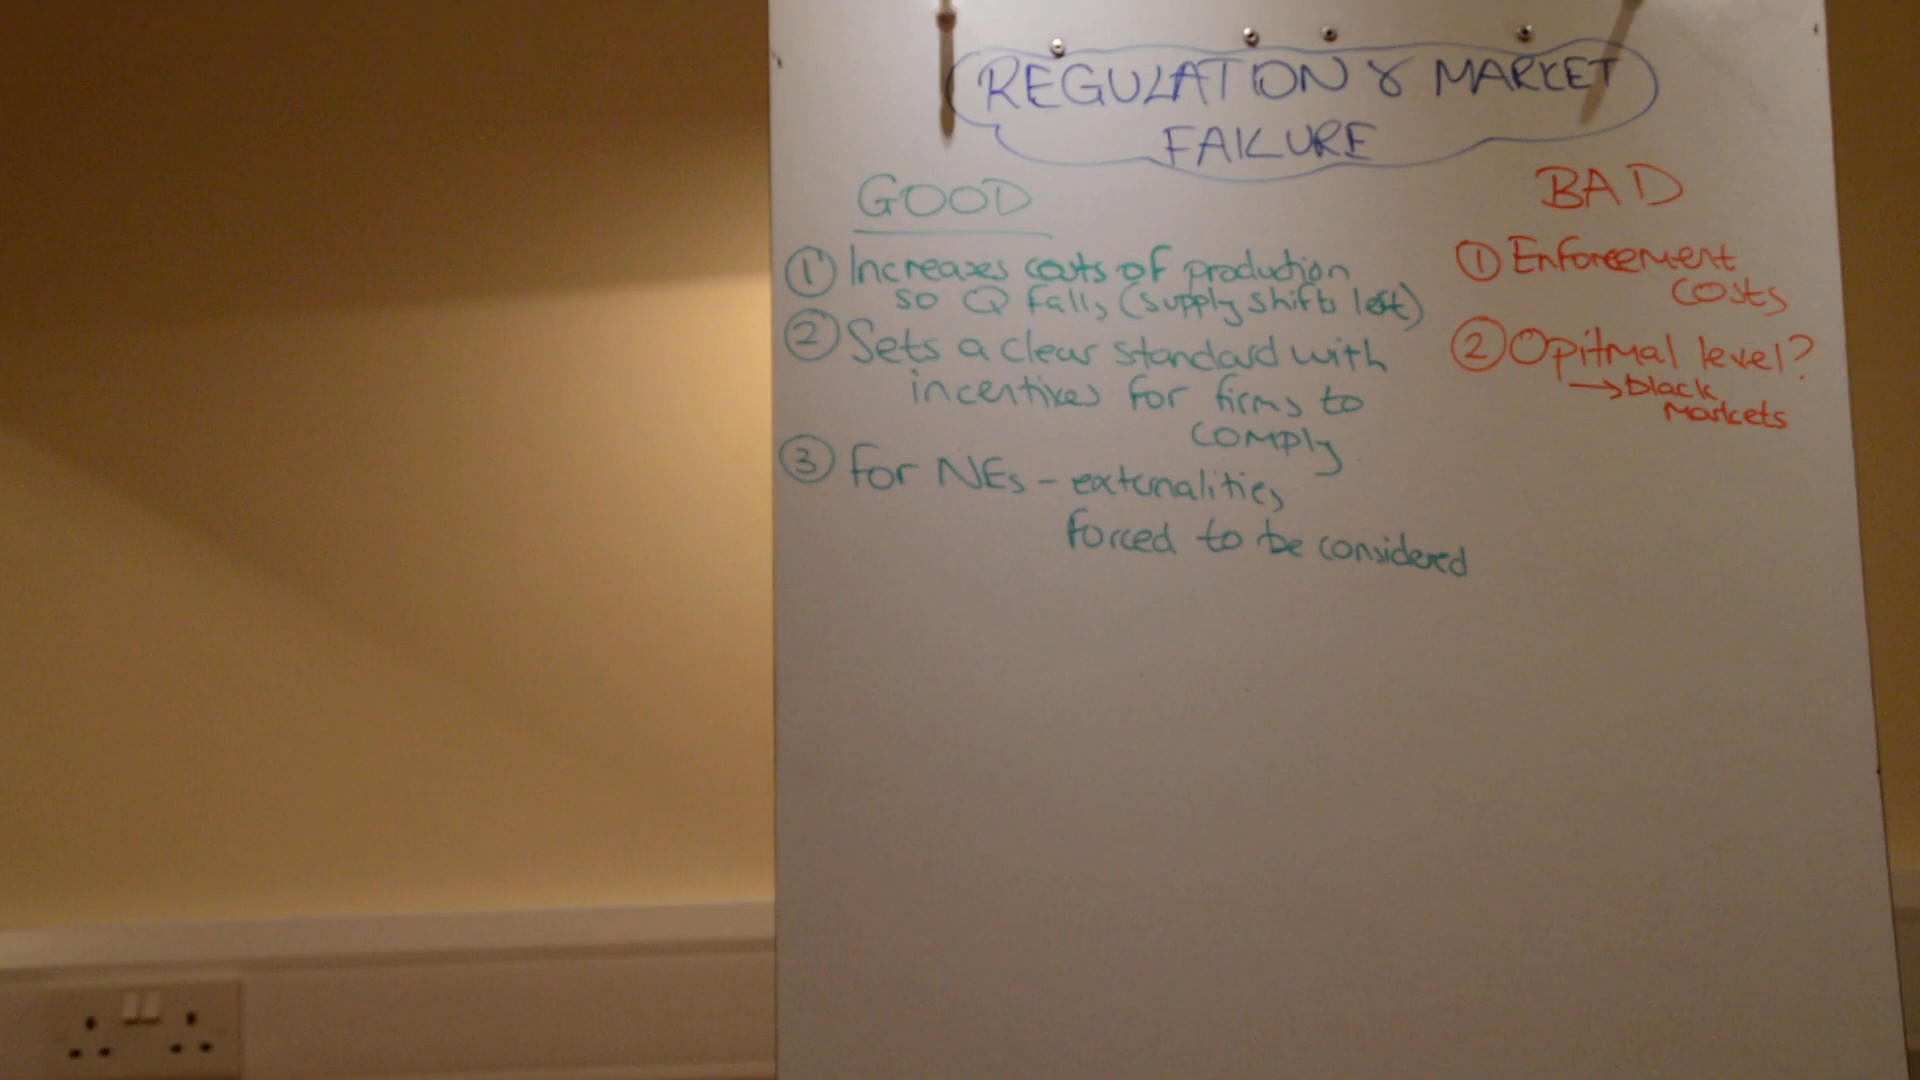 REGULATION & MARKET
FAILURE
GOOD
① Increases costs of production
so Q falls (supply shifts left)
② Sets a clear standard with
incentives for firms to
comply
③ For NEs - externalities
forced to be considered
BAD
① Enforcement
costs
② Opitmal level?
→ black
markets